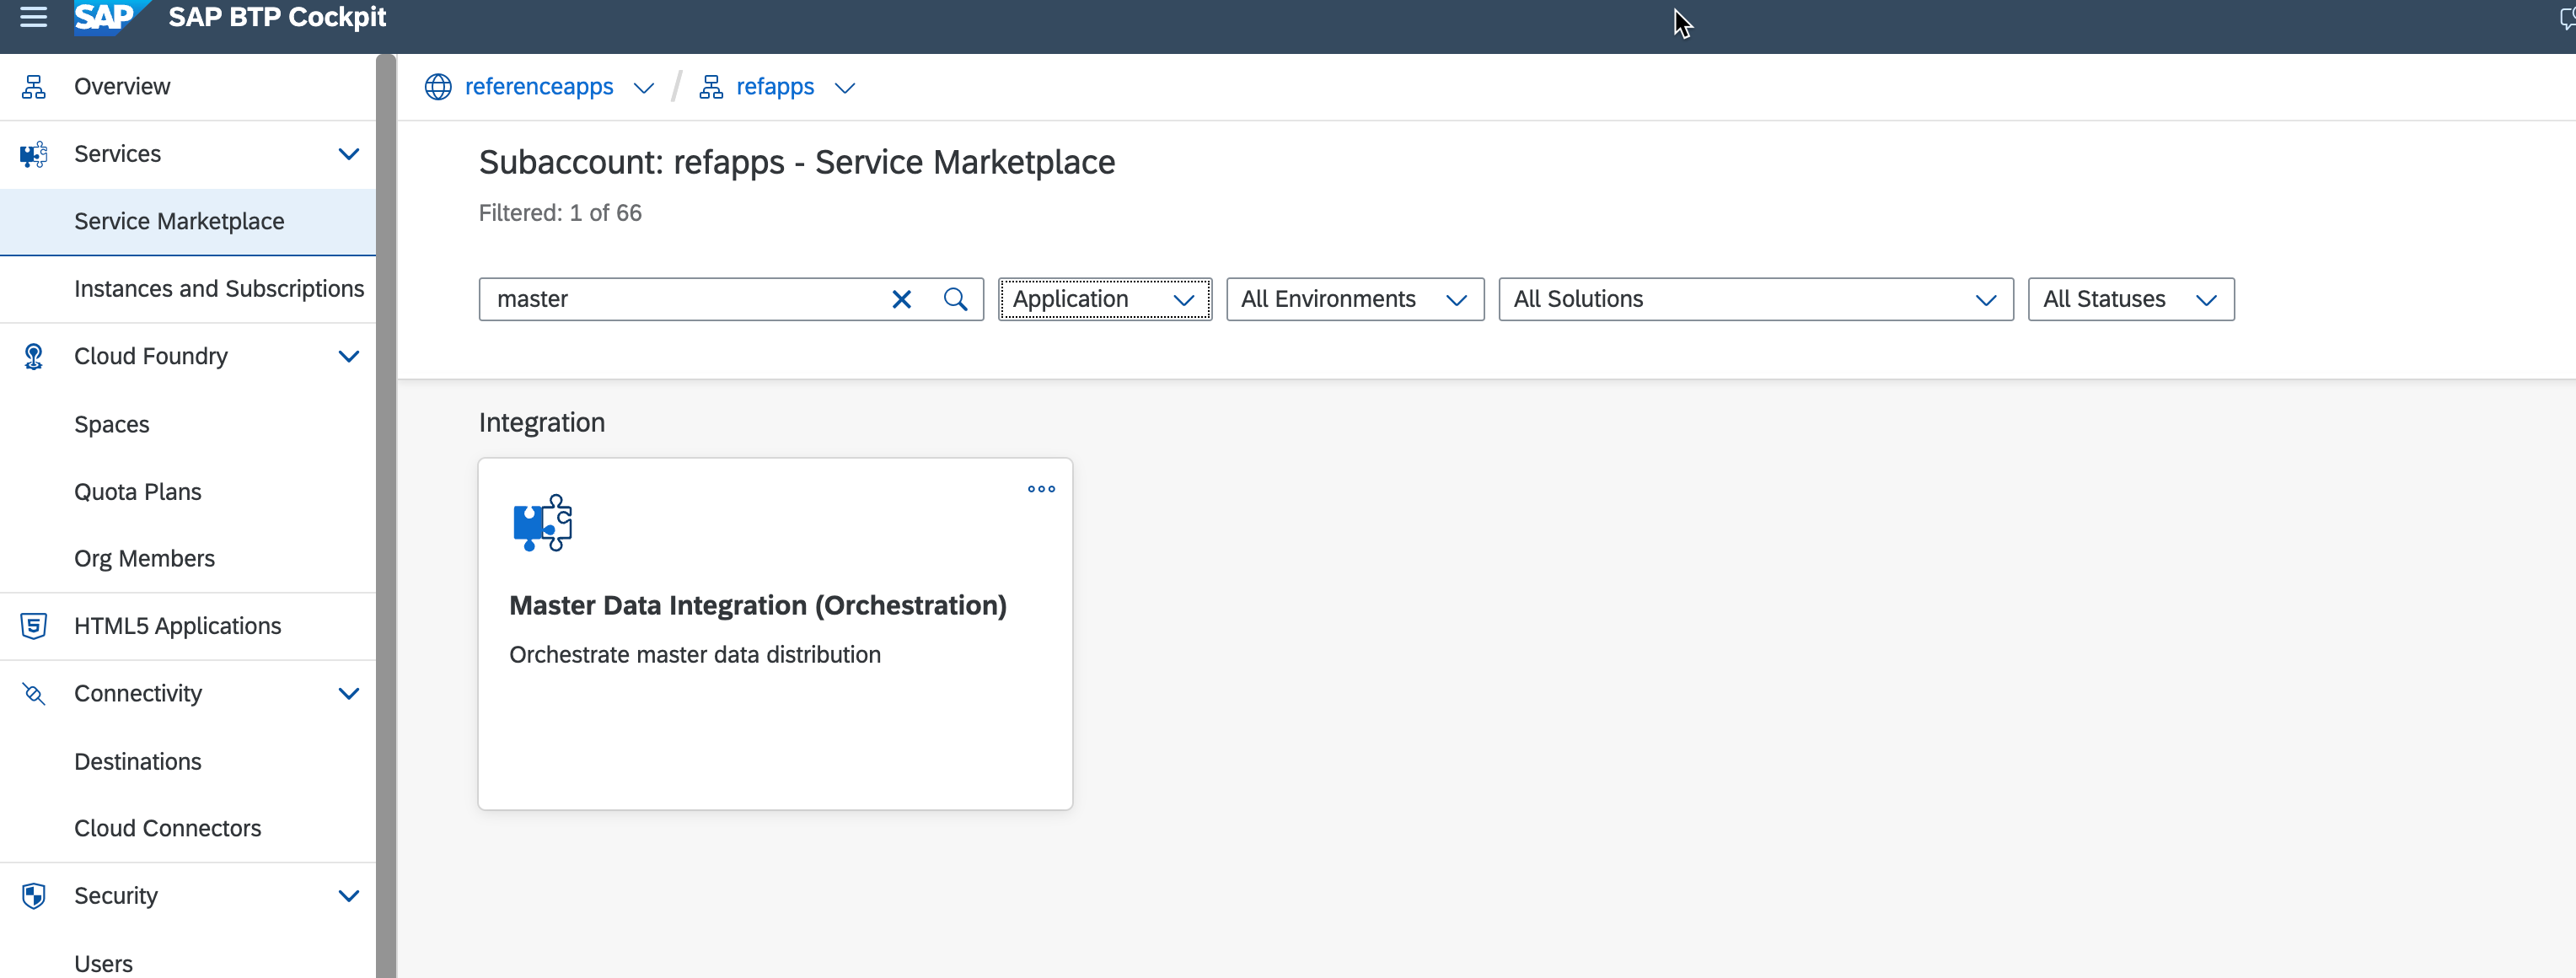 SAP SAP BTP Cockpit
Overview
Services
Service Marketplace
Instances and Subscriptions
Cloud Foundry
Spaces
Quota Plans
Org Members
HTML5 Applications
Connectivity
Destinations
Cloud Connectors
Security
Users
referenceapps / refapps
Subaccount: refapps - Service Marketplace
Filtered: 1 of 66
master Application All Environments All Solutions All Statuses
Integration
Master Data Integration (Orchestration)
Orchestrate master data distribution